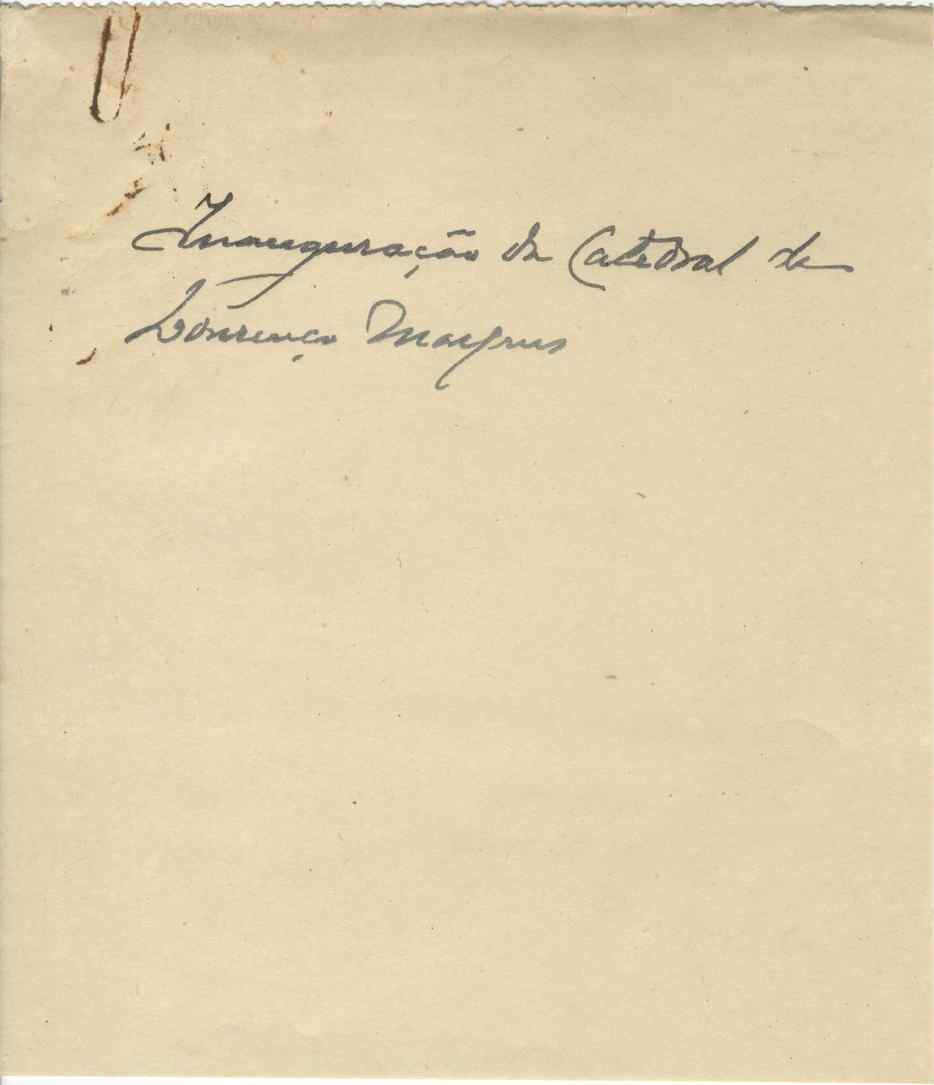 Inauguração da Catedral de
Lourenço Marques